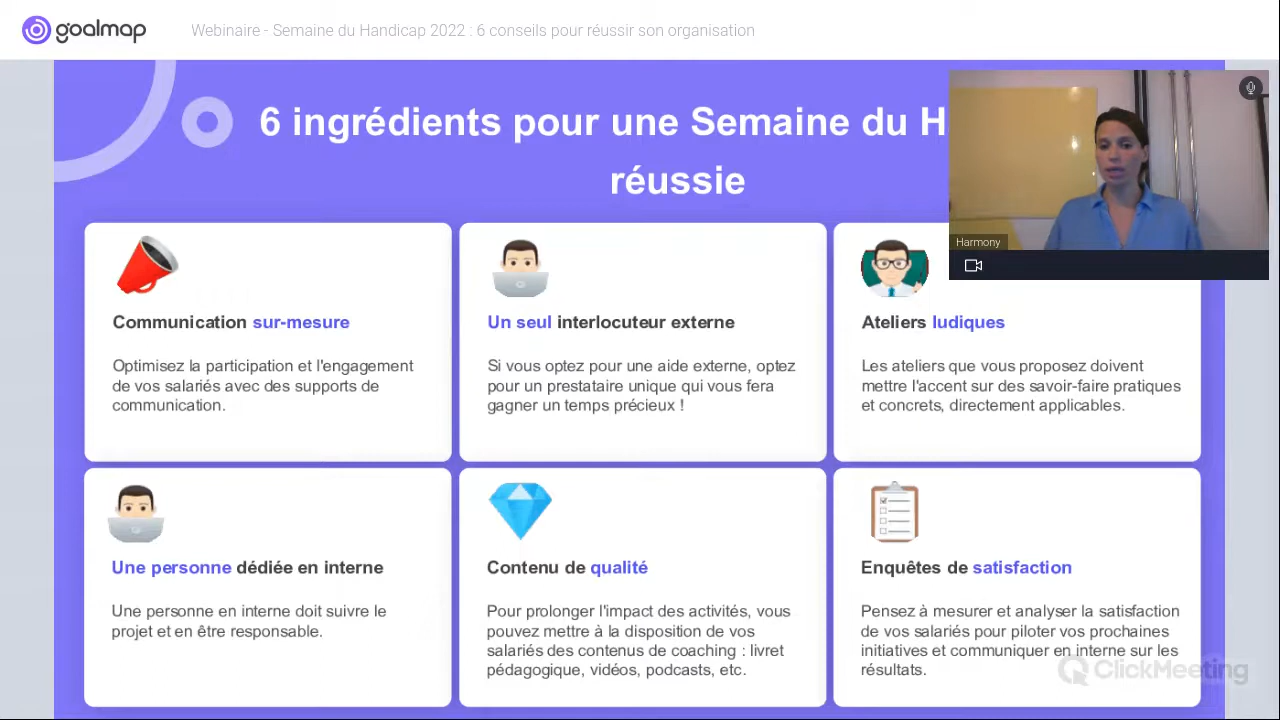 goalmap
Webinaire - Semaine du Handicap 2022 : 6 conseils pour réussir son organisation
6 ingrédients pour une Semaine du H
réussie
Harmony
Communication sur-mesure
Optimisez la participation et l'engagement
de vos salariés avec des supports de
communication.
Un seul interlocuteur externe
Si vous optez pour une aide externe, optez
pour un prestataire unique qui vous fera
gagner un temps précieux !
Ateliers ludiques
Les ateliers que vous proposez doivent
mettre l'accent sur des savoir-faire pratiques
et concrets, directement applicables.
Une personne dédiée en interne
Une personne en interne doit suivre le
projet et en être responsable.
Contenu de qualité
Pour prolonger l'impact des activités, vous
pouvez mettre à la disposition de vos
salariés des contenus de coaching : livret
pédagogique, vidéos, podcasts, etc.
Enquêtes de satisfaction
Pensez à mesurer et analyser la satisfaction
de vos salariés pour piloter vos prochaines
initiatives et communiquer en interne sur les
résultats.
ClickMeeting